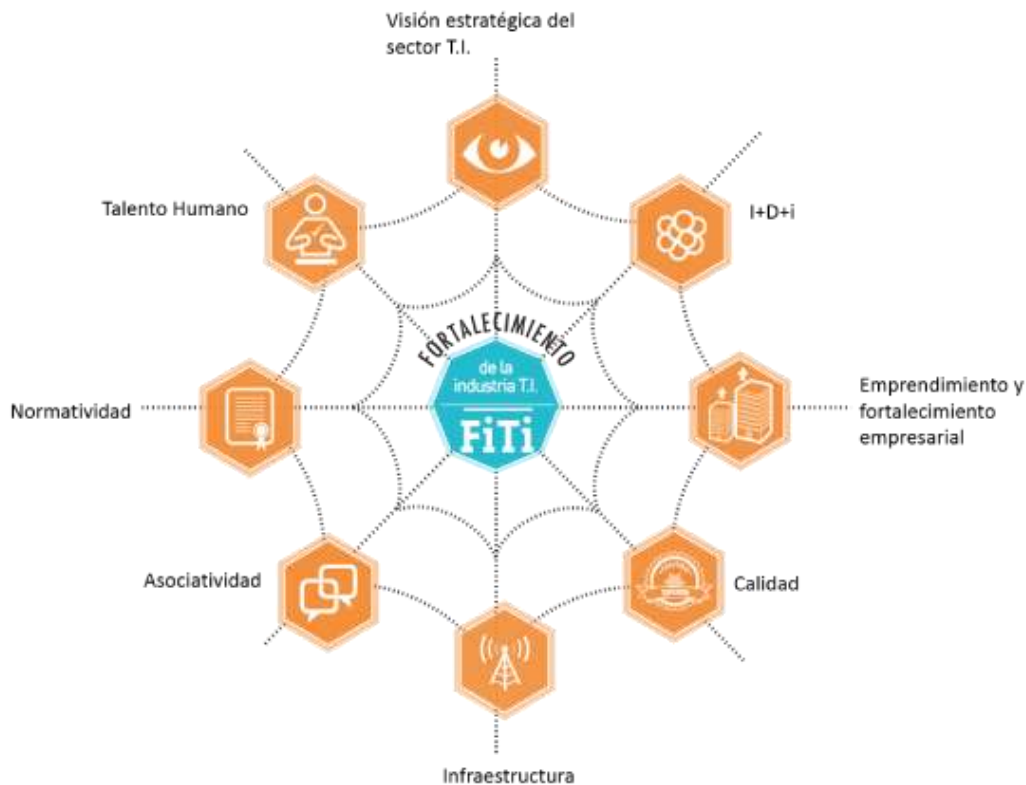 Visión estratégica del
sector T.I.
Talento Humano
I+D+i
FORTALECIMIENTO
de la
industria T.I.
FiTi
Normatividad
Emprendimiento y
fortalecimiento
empresarial
Asociatividad
Calidad
Infraestructura